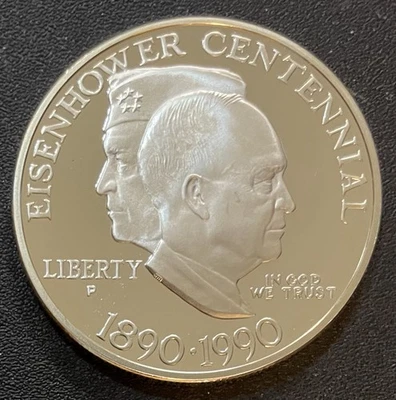 EISENHOWER CENTENNIAL
LIBERTY
P
IN GOD
WE TRUST
1890·1990